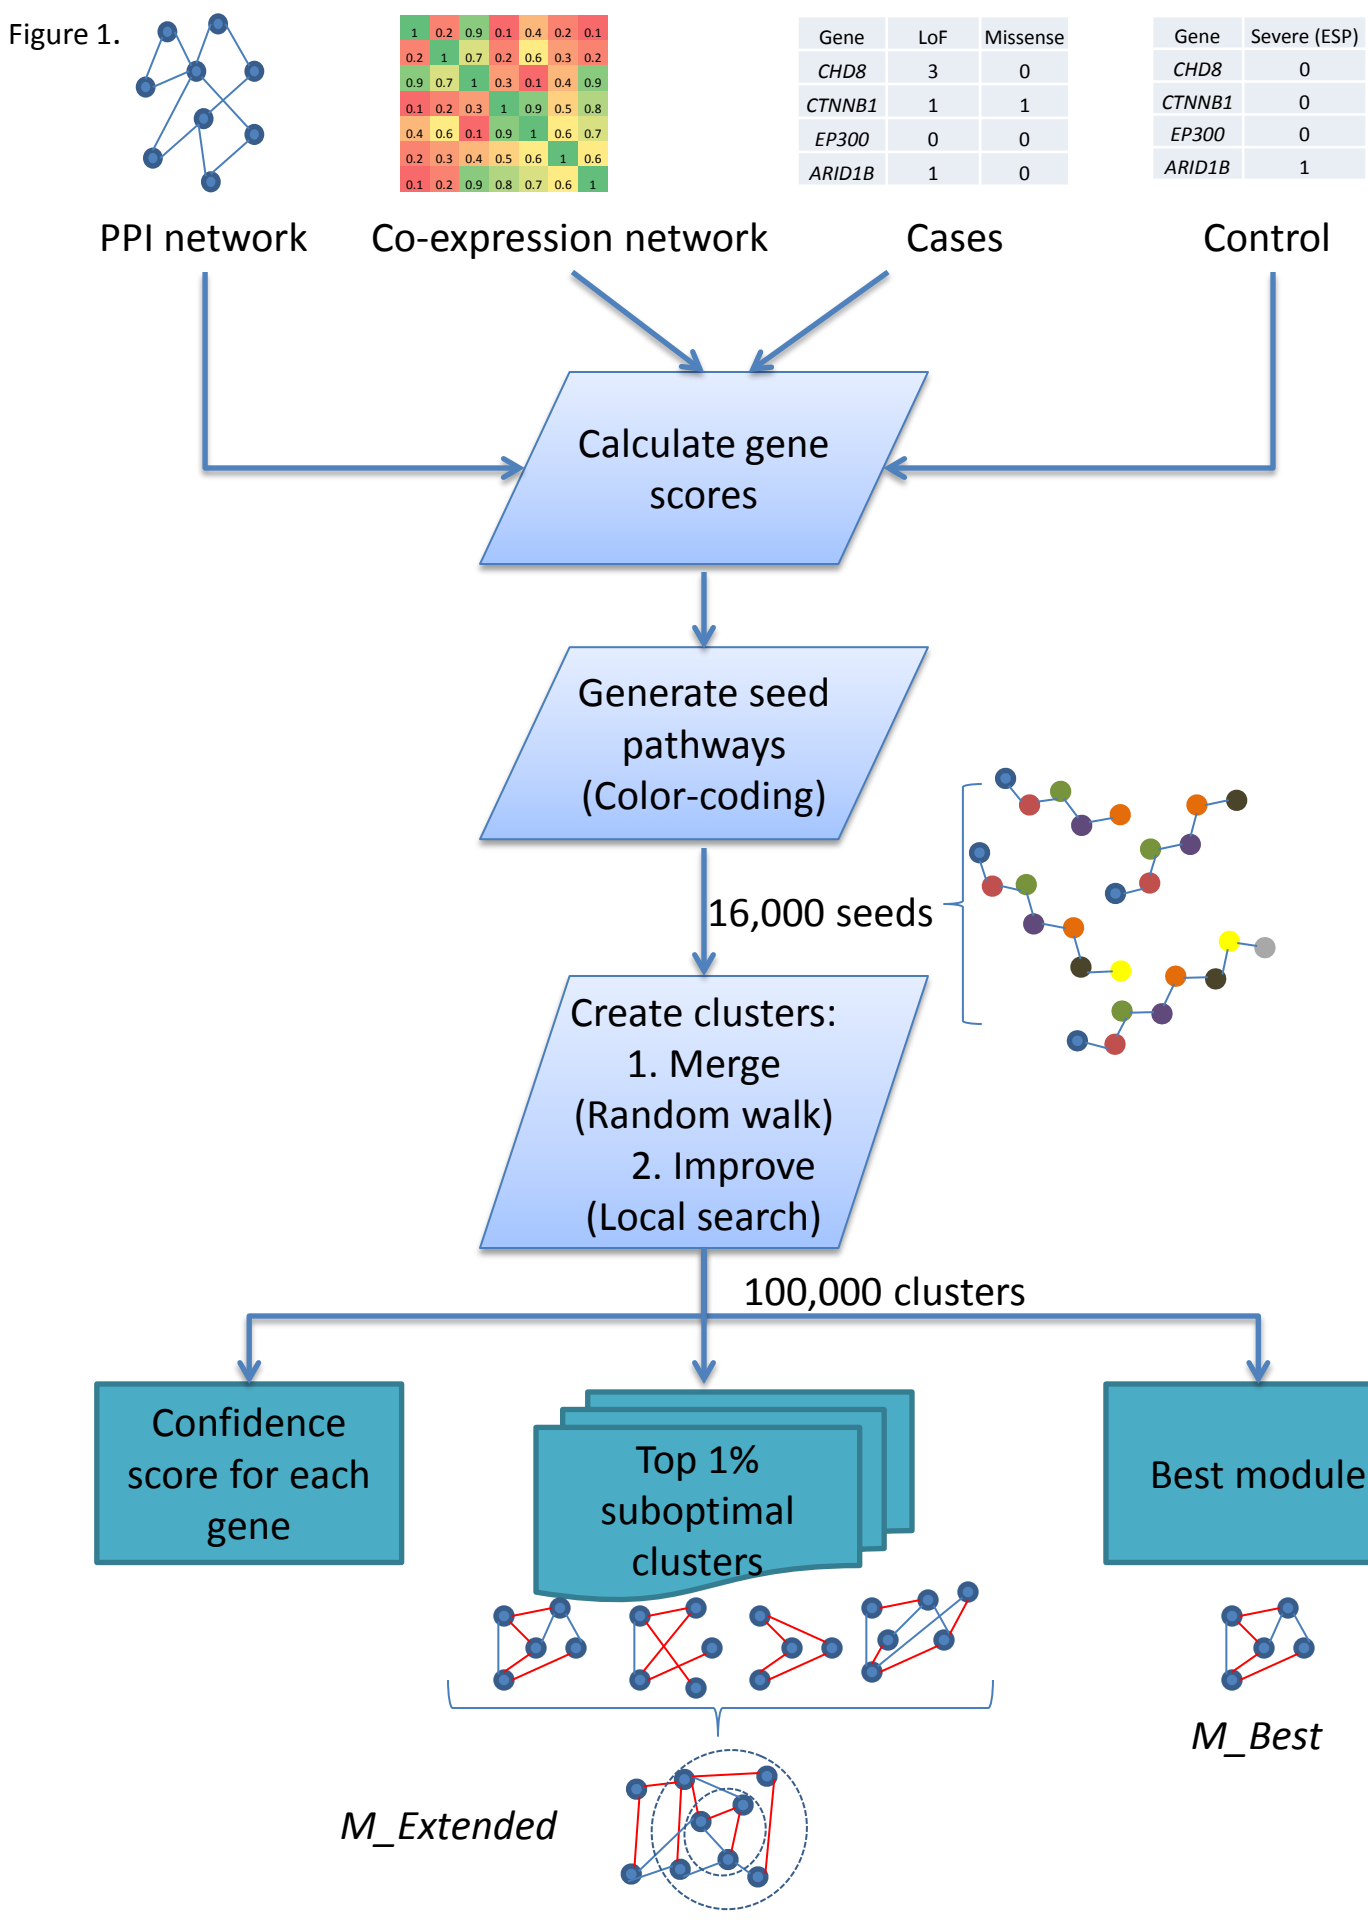 Figure 1.
1 0.2 0.9 0.1 0.4 0.2 0.1
0.2 1 0.7 0.2 0.6 0.3 0.2
0.9 0.7 1 0.3 0.1 0.4 0.9
0.1 0.2 0.3 1 0.9 0.5 0.8
0.4 0.6 0.1 0.9 1 0.6 0.7
0.2 0.3 0.4 0.5 0.6 1 0.6
0.1 0.2 0.9 0.8 0.7 0.6 1
Gene LoF Missense
CHD8 3 0
CTNNB1 1 1
EP300 0 0
ARID1B 1 0
Gene Severe (ESP)
CHD8 0
CTNNB1 0
EP300 0
ARID1B 1
PPI network
Co-expression network
Cases
Control
Calculate gene
scores
Generate seed
pathways
(Color-coding)
16,000 seeds
Create clusters:
1. Merge
(Random walk)
2. Improve
(Local search)
100,000 clusters
Confidence
score for each
gene
Top 1%
suboptimal
clusters
Best module
M_Best
M_Extended